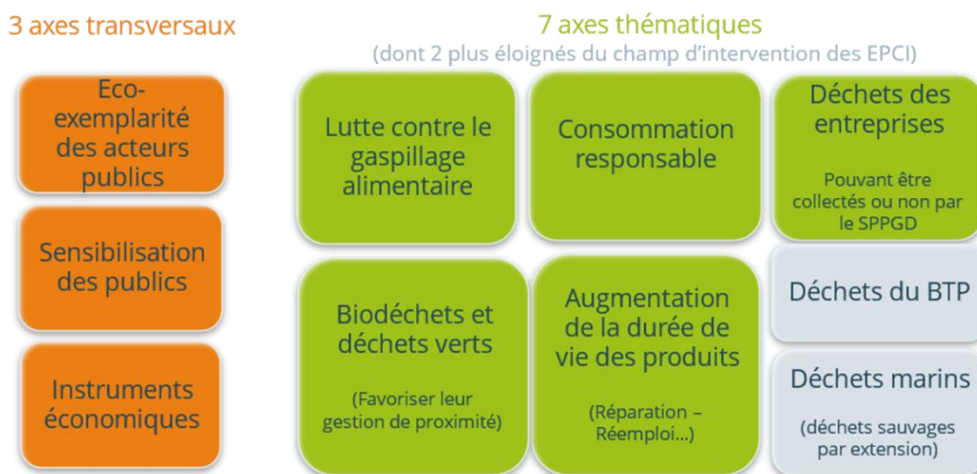 3 axes transversaux
Eco-
exemplarité
des acteurs
publics
Sensibilisation
des publics
Instruments
économiques
7 axes thématiques
(dont 2 plus éloignés du champ d'intervention des EPCI)
Lutte contre le
gaspillage
alimentaire
Consommation
responsable
Déchets des
entreprises
Pouvant être
collectés ou non par
le SPPGD
Biodéchets et
déchets verts
(Favoriser leur
gestion de proximité)
Augmentation
de la durée de
vie des produits
(Réparation –
Réemploi...)
Déchets du BTP
Déchets marins
(déchets sauvages
par extension)